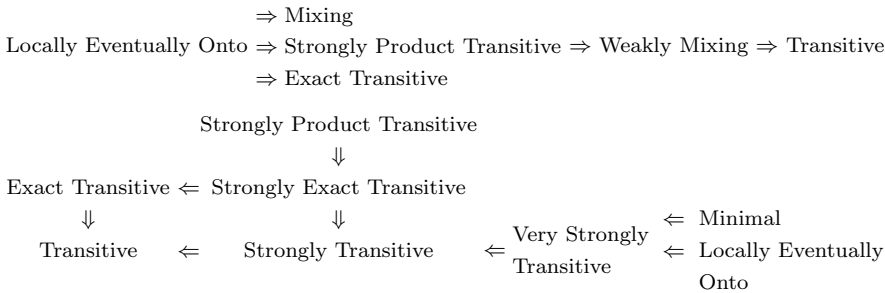 ⇒ Mixing
Locally Eventually Onto ⇒ Strongly Product Transitive ⇒ Weakly Mixing ⇒ Transitive
⇒ Exact Transitive
Strongly Product Transitive
⇓
Exact Transitive ⇐ Strongly Exact Transitive
⇓ ⇓
⇐ Minimal
Transitive ⇐ Strongly Transitive ⇐ Very Strongly Transitive
⇐ Locally Eventually Onto